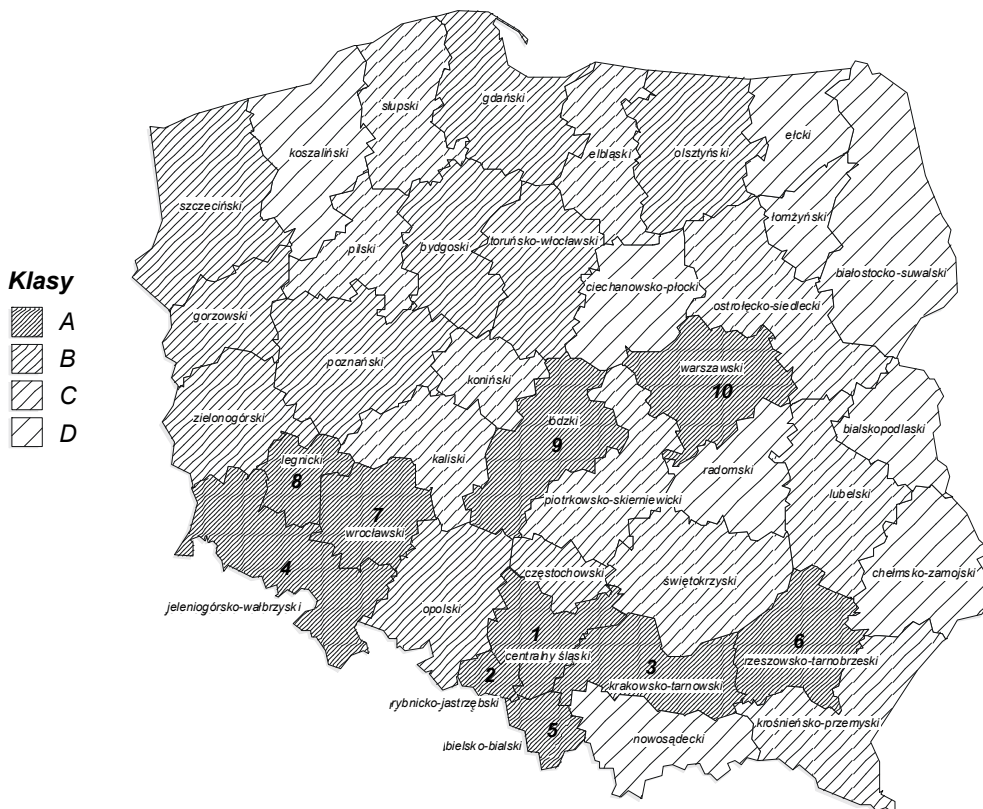 słupski
gdański
koszaliński
elbląski
olsztyński
ełcki
szczeciński
łomżyński
pilski
bydgoski
toruńsko-włocławski
białostocko-suwalski
ciechanowsko-płocki
Klasy
A
B
C
D
gorzowski
ostrołęcko-siedlecki
poznański
koniński
warszawski
10
zielonogórski
łódzki
9
bialskopodlaski
legnicki
8
kaliski
radomski
lubelski
7
wrocławski
piotrkowsko-skierniewicki
4
częstochowski
świętokrzyski
chełmsko-zamojski
jeleniogórsko-wałbrzyski
opolski
1
centralny śląski
2
3
krakowsko-tarnowski
6
rzeszowsko-tarnobrzeski
rybnicko-jastrzębski
krośnieńsko-przemyski
5
bielsko-bialski
nowosądecki